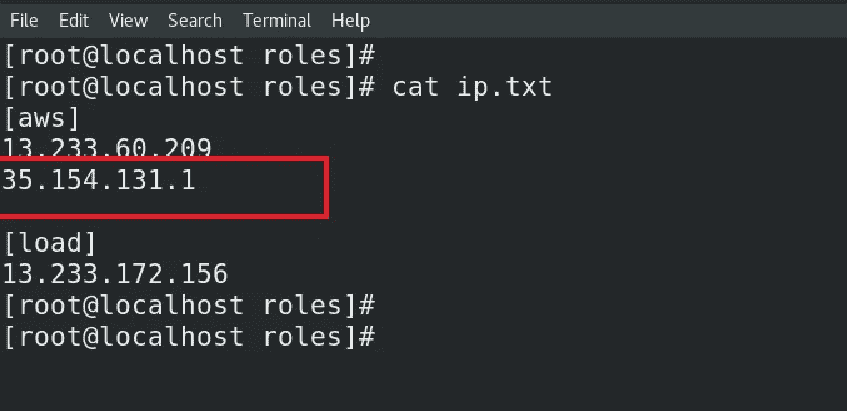 File Edit View Search Terminal Help
[root@localhost roles]#
[root@localhost roles]# cat ip.txt
[aws]
13.233.60.209
35.154.131.1
[load]
13.233.172.156
[root@localhost roles]#
[root@localhost roles]#